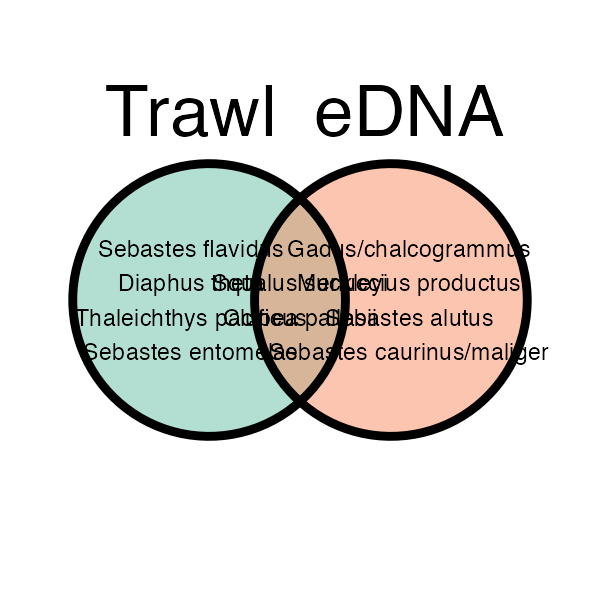 Trawl eDNA
Sebastes flavidus Gadus/chalcogrammus
Diaphus theta Squalus suckleyi Merluccius productus
Thaleichthys pacificus Clupea pallasii Sebastes alutus
Sebastes entomelas Sebastes caurinus/maliger